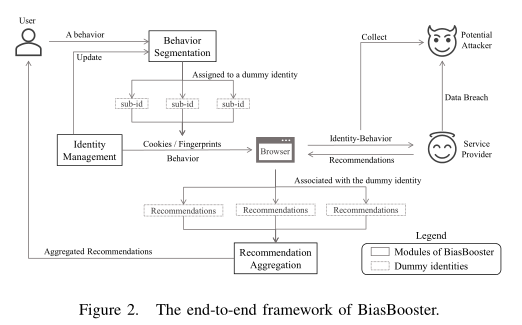 User
A behavior
Update
Behavior
Segmentation
Collect
Potential
Attacker
Assigned to a dummy identity
sub-id
sub-id
sub-id
Data Breach
Identity
Management
Cookies / Fingerprints
Behavior
Browser
Identity-Behavior
Recommendations
Service
Provider
Associated with the dummy identity
Recommendations
Recommendations
Recommendations
Aggregated Recommendations
Recommendation
Aggregation
Legend
Modules of BiasBooster
Dummy identities
Figure 2. The end-to-end framework of BiasBooster.